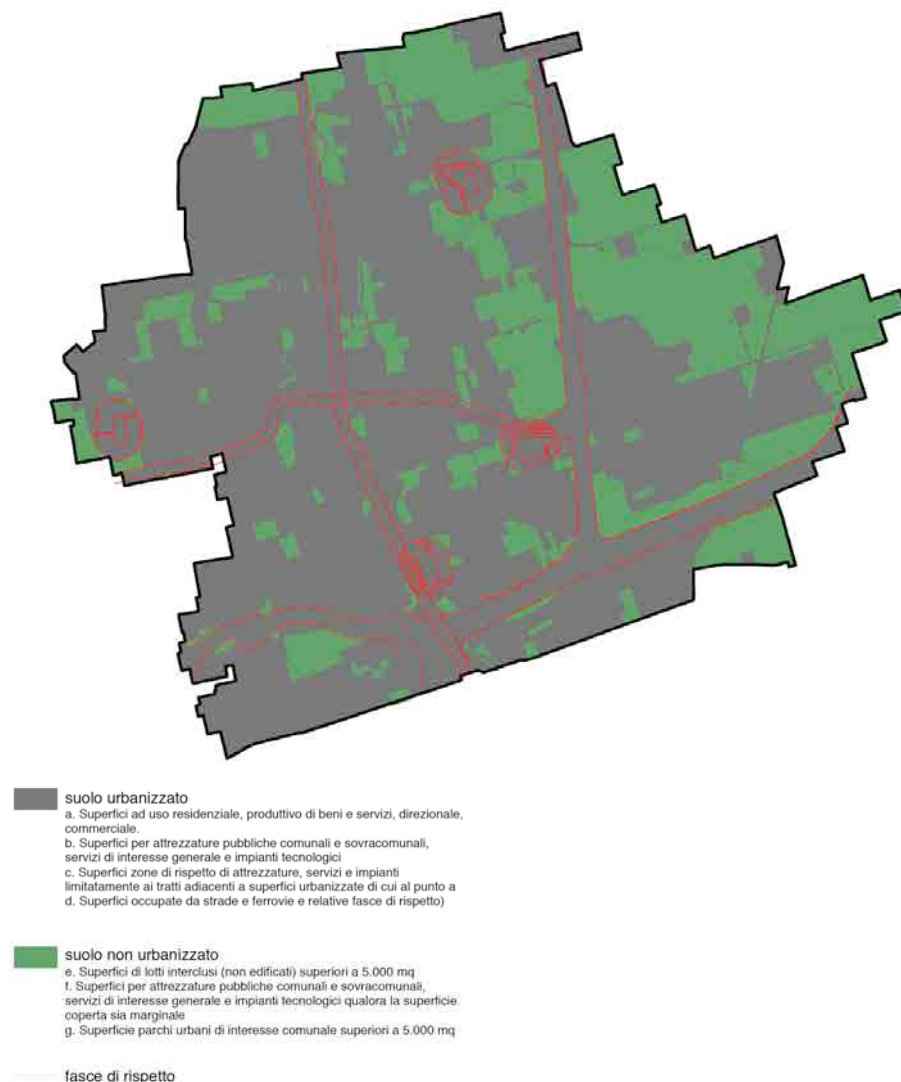 suolo urbanizzato
a. Superfici ad uso residenziale, produttivo di beni e servizi, direzionale,
commerciale.
b. Superfici per attrezzature pubbliche comunali e sovracomunali,
servizi di interesse generale e impianti tecnologici
c. Superfici zone di rispetto di attrezzature, servizi e impianti
limitatamente ai tratti adiacenti a superfici urbanizzate di cui al punto a
d. Superfici occupate da strade e ferrovie e relative fasce di rispetto)
suolo non urbanizzato
e. Superfici di lotti interclusi (non edificati) superiori a 5.000 mq
f. Superfici per attrezzature pubbliche comunali e sovracomunali,
servizi di interesse generale e impianti tecnologici qualora la superficie
coperta sia marginale
g. Superficie parchi urbani di interesse comunale superiori a 5.000 mq
fasce di rispetto